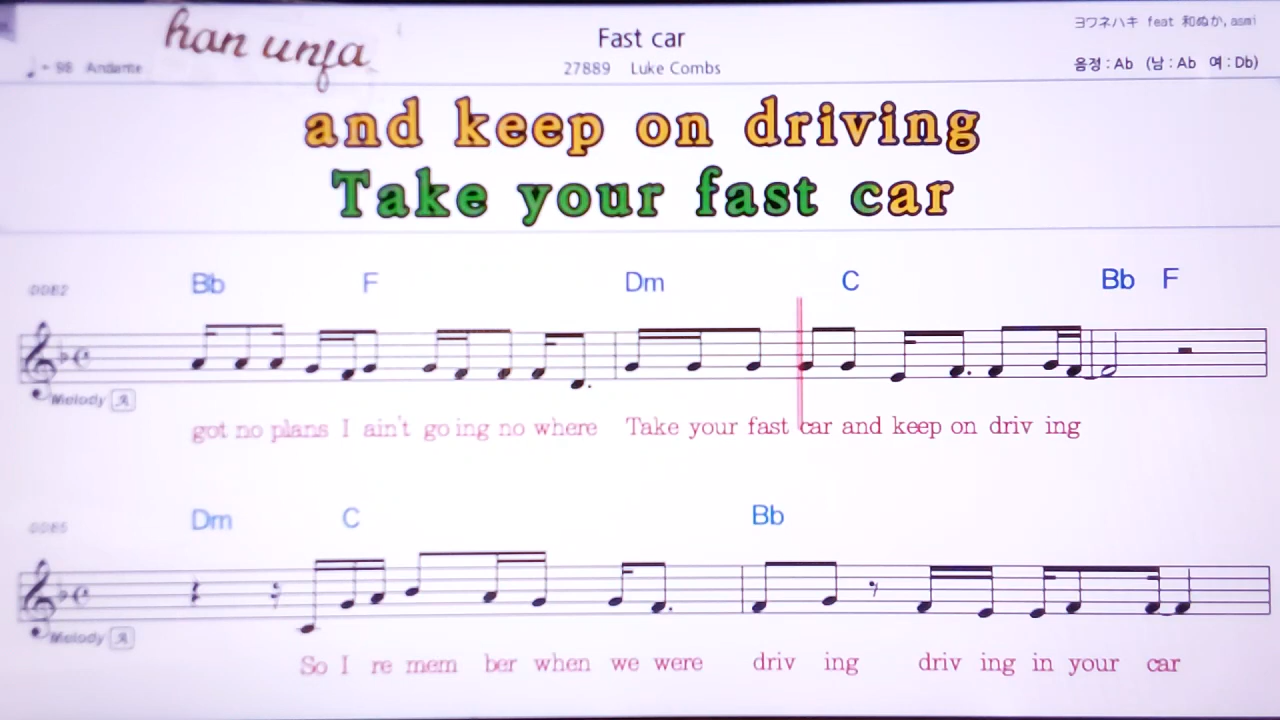 han unja
Fast car
ヨワネハキ feat 和ぬか, asmi
♩= 98 Andante
27889 Luke Combs
음정 : Ab (남 : Ab 여 : Db)
and keep on driving
Take your fast car
0082 Bb F Dm C Bb F
Melody
got no plans I ain't go ing no where Take your fast car and keep on driv ing
0085 Dm C Bb
Melody
So I re mem ber when we were driv ing driv ing in your car